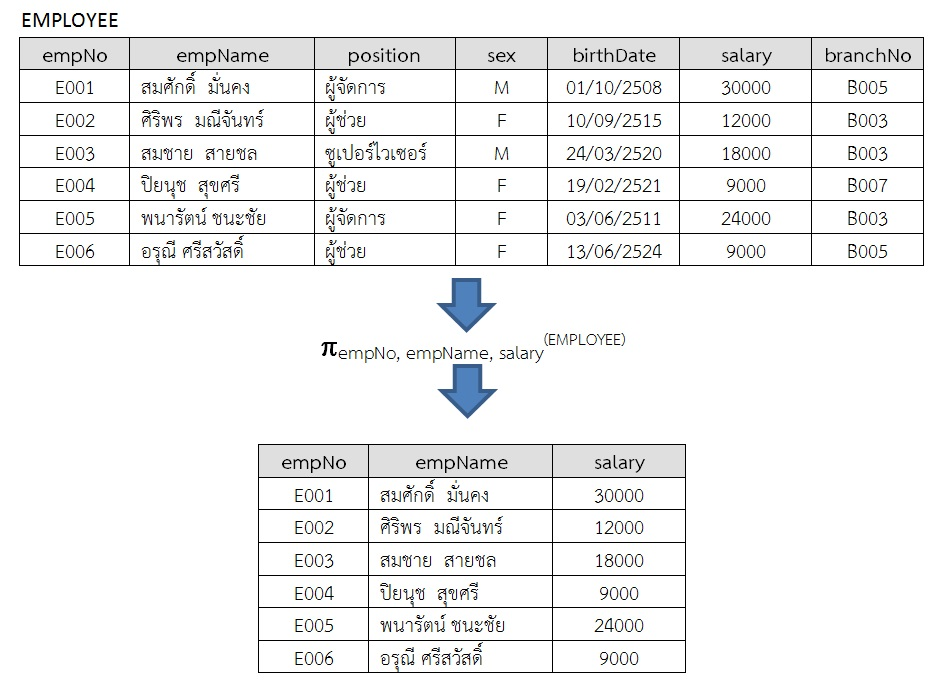 EMPLOYEE
empNo empName position sex birthDate salary branchNo
E001 สมศักดิ์ มั่นคง ผู้จัดการ M 01/10/2508 30000 B005
E002 ศิริพร มณีจันทร์ ผู้ช่วย F 10/09/2515 12000 B003
E003 สมชาย สายชล ซูเปอร์ไวเซอร์ M 24/03/2520 18000 B003
E004 ปิยนุช สุขศรี ผู้ช่วย F 19/02/2521 9000 B007
E005 พนารัตน์ ชนะชัย ผู้จัดการ F 03/06/2511 24000 B003
E006 อรุณี ศรีสวัสดิ์ ผู้ช่วย F 13/06/2524 9000 B005
π empNo, empName, salary (EMPLOYEE)
empNo empName salary
E001 สมศักดิ์ มั่นคง 30000
E002 ศิริพร มณีจันทร์ 12000
E003 สมชาย สายชล 18000
E004 ปิยนุช สุขศรี 9000
E005 พนารัตน์ ชนะชัย 24000
E006 อรุณี ศรีสวัสดิ์ 9000